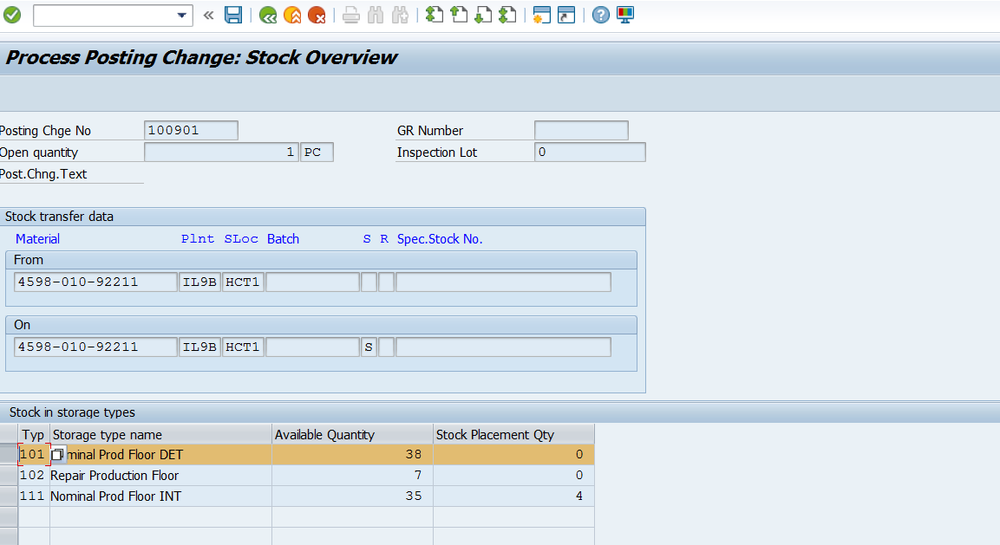 Process Posting Change: Stock Overview
Posting Chge No 100901 GR Number
Open quantity 1 PC Inspection Lot 0
Post.Chng.Text
Stock transfer data
Material Plnt SLoc Batch S R Spec.Stock No.
From
4598-010-92211 IL9B HCT1
On
4598-010-92211 IL9B HCT1 S
Stock in storage types
Typ Storage type name Available Quantity Stock Placement Qty
101 minal Prod Floor DET 38 0
102 Repair Production Floor 7 0
111 Nominal Prod Floor INT 35 4